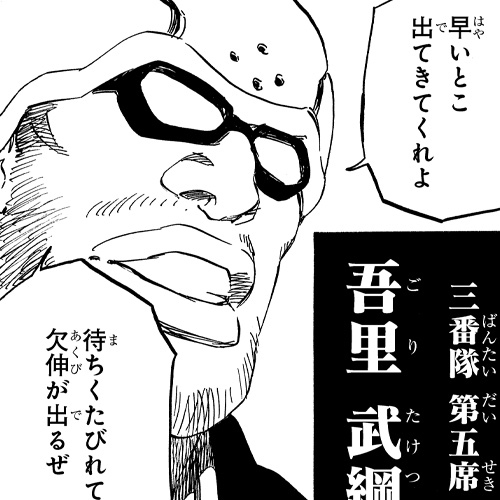 早いとこ
出てきてくれよ
三番隊 第五席
吾里 武綱
待ちくたびれて
欠伸が出るぜ